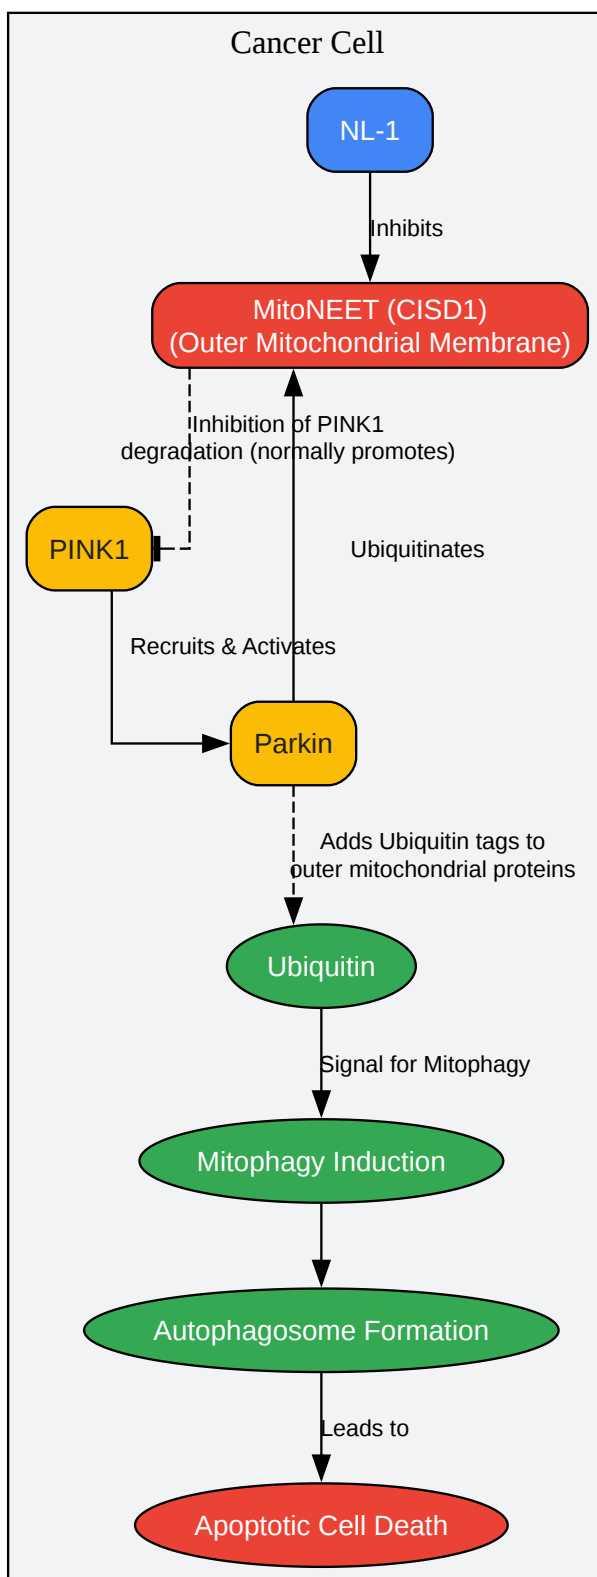 Cancer Cell
NL-1
Inhibits
MitoNEET (CISD1)
(Outer Mitochondrial Membrane)
Inhibition of PINK1
degradation (normally promotes)
PINK1
Ubiquitinates
Recruits & Activates
Parkin
Adds Ubiquitin tags to
outer mitochondrial proteins
Ubiquitin
Signal for Mitophagy
Mitophagy Induction
Autophagosome Formation
Leads to
Apoptotic Cell Death